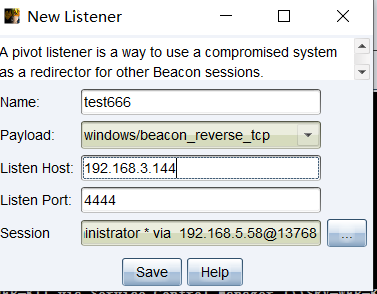 New Listener
A pivot listener is a way to use a compromised system
as a redirector for other Beacon sessions.
Name: test666
Payload: windows/beacon_reverse_tcp
Listen Host: 192.168.3.144
Listen Port: 4444
Session inistrator * via 192.168.5.58@13768 ...
Save Help